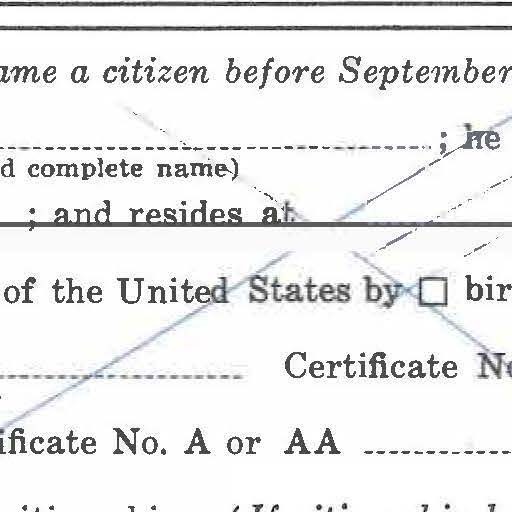 ame a citizen before September
; he
d complete name)
; and resides at
of the United States by ☐ bir
Certificate No
ificate No. A or AA